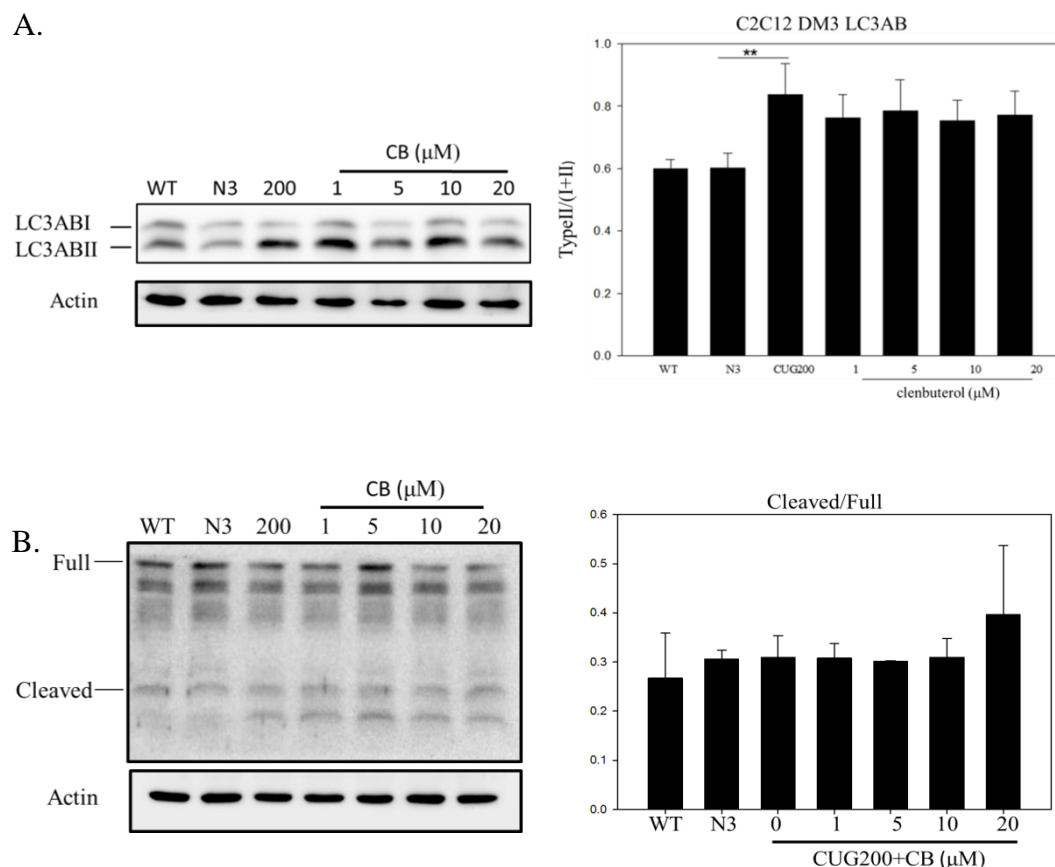 A.
CB (μM)
WT N3 200 1 5 10 20
LC3ABI
LC3ABII
Actin
C2C12 DM3 LC3AB
TypeII/(I+II)
1.0
**
0.8
0.6
0.4
0.2
0.0
WT N3 CUG200 1 5 10 20
clenbuterol (μM)
B.
CB (μM)
WT N3 200 1 5 10 20
Full
Cleaved
Actin
Cleaved/Full
0.6
0.5
0.4
0.3
0.2
0.1
0.0
WT N3 0 1 5 10 20
CUG200+CB (μM)